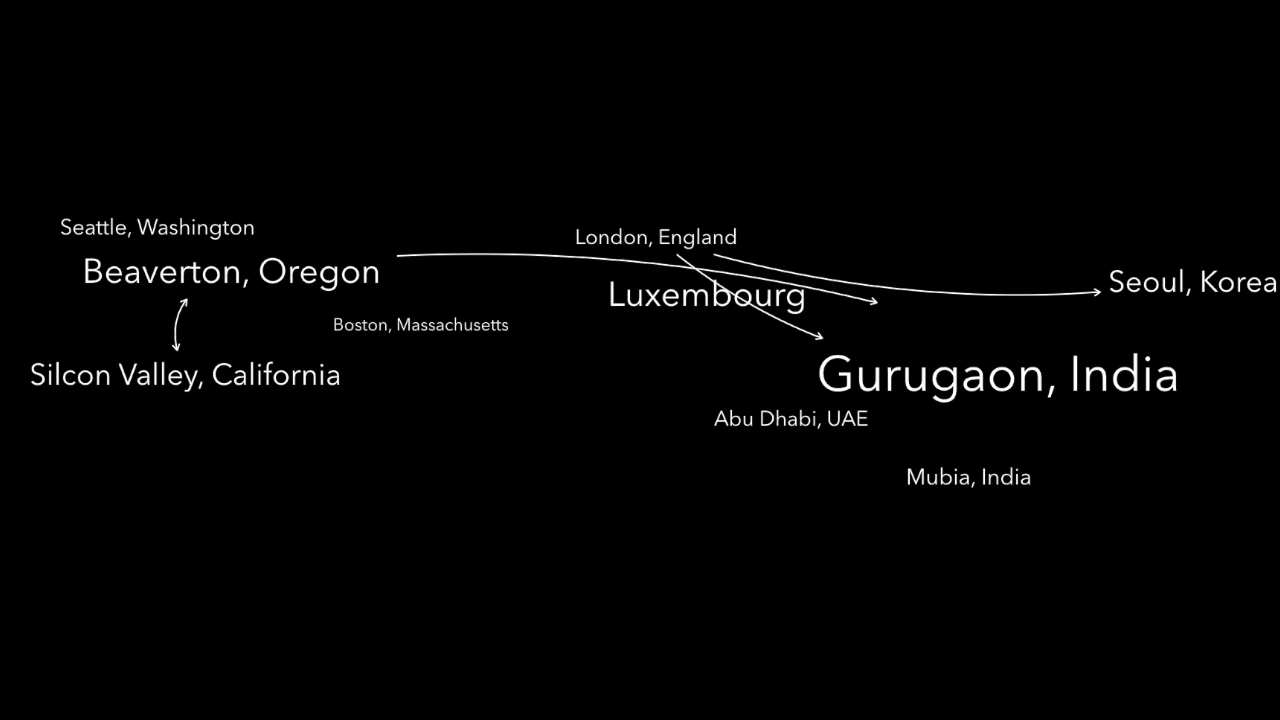 Seattle, Washington
London, England
Beaverton, Oregon
Seoul, Korea
Luxembourg
Boston, Massachusetts
Silcon Valley, California
Gurugaon, India
Abu Dhabi, UAE
Mubia, India